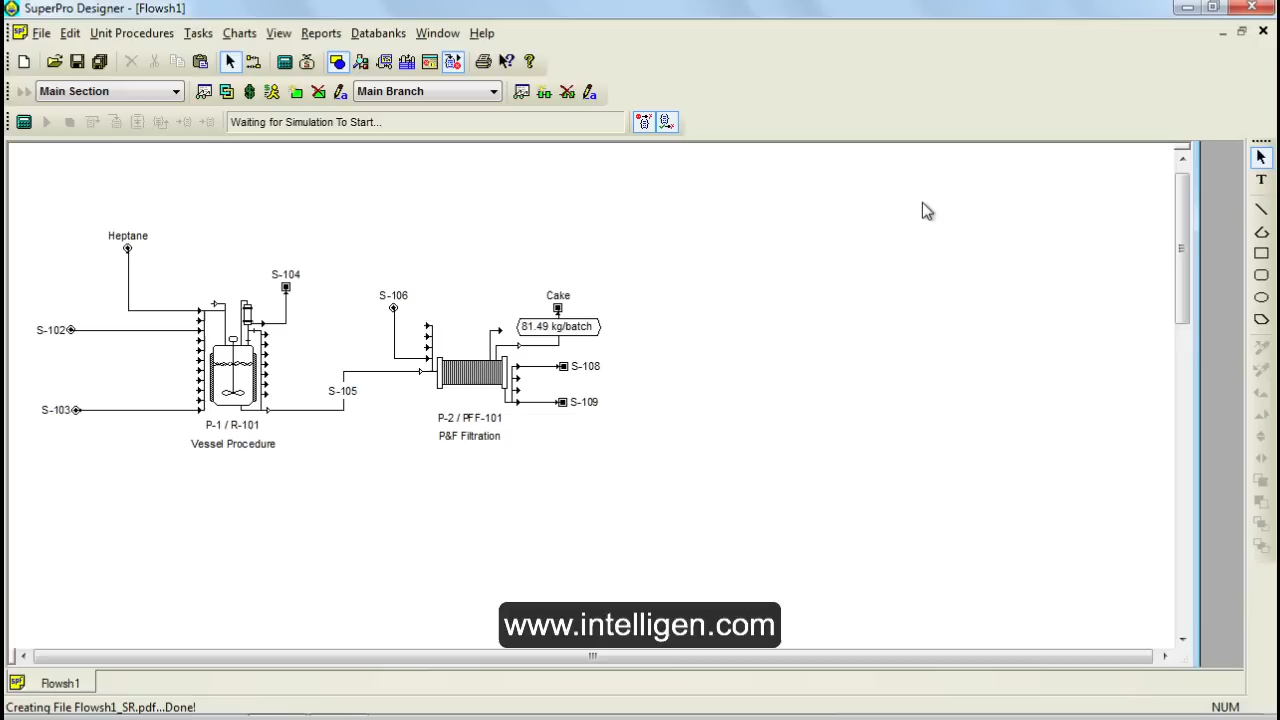 SuperPro Designer - [Flowsh1]
File Edit Unit Procedures Tasks Charts View Reports Databanks Window Help
Main Section Main Branch
Waiting for Simulation To Start...
T
Heptane
S-104
S-106
Cake
81.49 kg/batch
S-102
S-108
S-105
S-109
S-103
P-1 / R-101
Vessel Procedure
P-2 / PFF-101
P&F Filtration
www.intelligen.com
Flowsh1
Creating File Flowsh1_SR.pdf...Done!
NUM